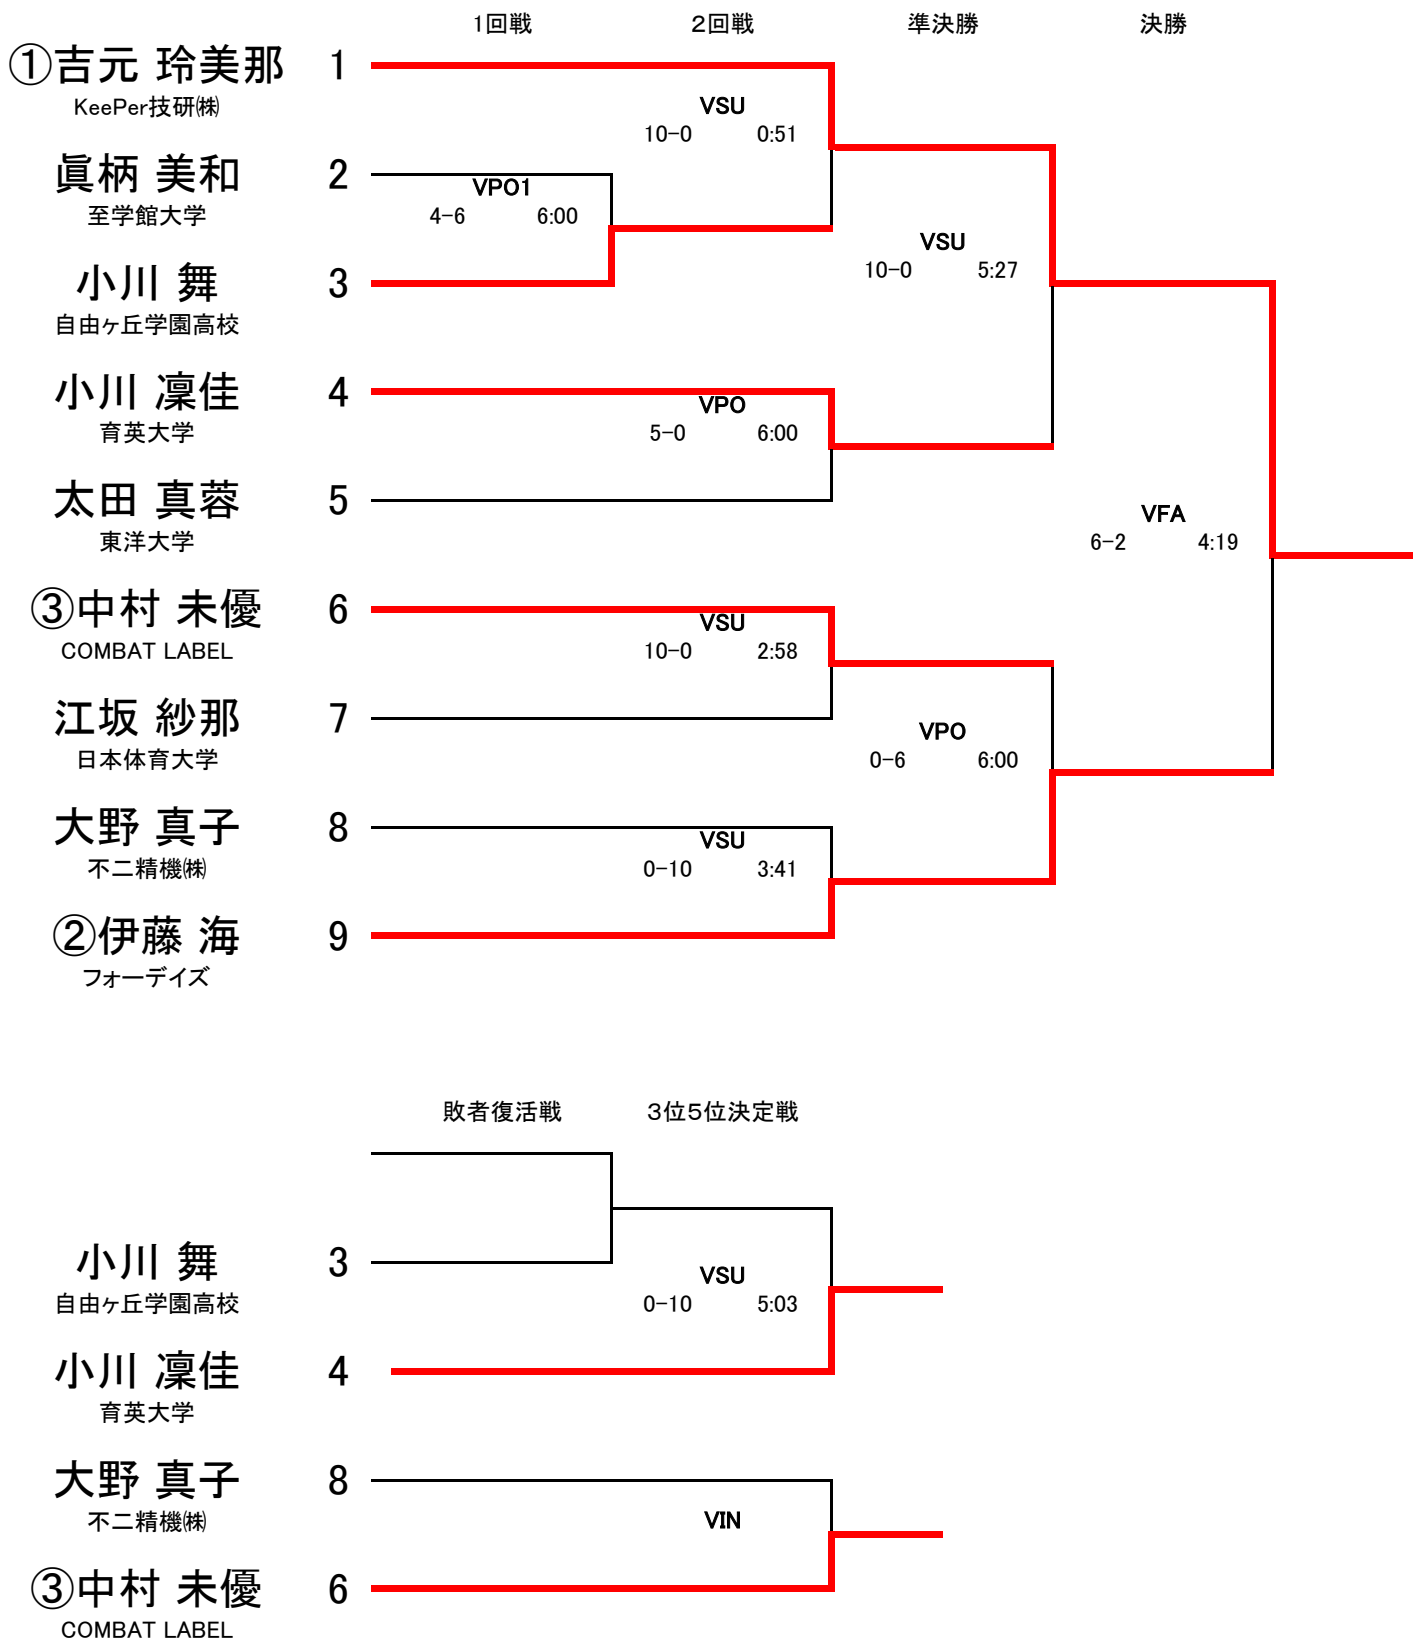 1回戦 2回戦 準決勝 決勝
①吉元 玲美那 1
KeePer技研㈱
VSU
10-0 0:51
眞柄 美和 2
至学館大学
VPO1
4-6 6:00
小川 舞 3
自由ヶ丘学園高校
VSU
10-0 5:27
小川 凜佳 4
育英大学
VPO
5-0 6:00
太田 真蓉 5
東洋大学
VFA
6-2 4:19
③中村 未優 6
COMBAT LABEL
VSU
10-0 2:58
江坂 紗那 7
日本体育大学
VPO
0-6 6:00
大野 真子 8
不二精機㈱
VSU
0-10 3:41
②伊藤 海 9
フォーデイズ
敗者復活戦 3位5位決定戦
小川 舞 3
自由ヶ丘学園高校
VSU
0-10 5:03
小川 凜佳 4
育英大学
大野 真子 8
不二精機㈱
VIN
③中村 未優 6
COMBAT LABEL